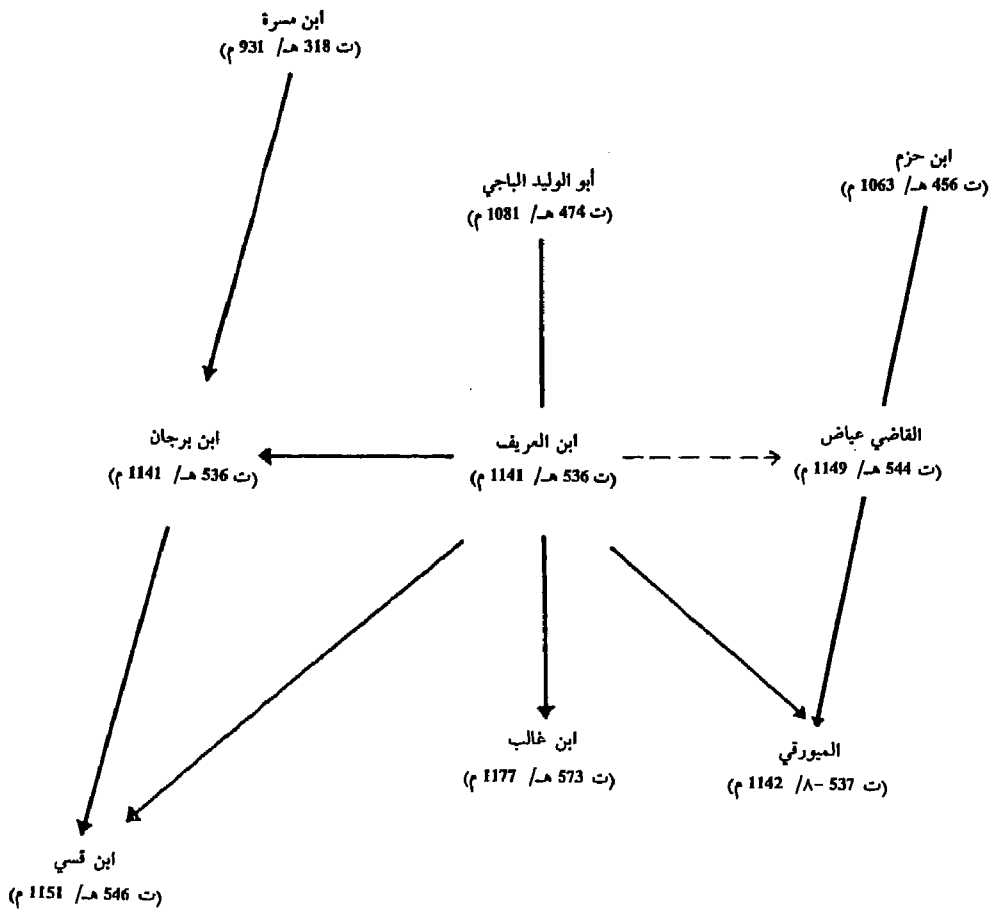 ابن مسرة
(ت 318 هـ/ 931 م)
ابن حزم
(ت 456 هـ/ 1063 م)
أبو الوليد الباجي
(ت 474 هـ/ 1081 م)
القاضي عياض
(ت 544 هـ/ 1149 م)
ابن العريف
(ت 536 هـ/ 1141 م)
ابن برجان
(ت 536 هـ/ 1141 م)
الميورقي
(ت 537 –٨/ 1142 م)
ابن غالب
(ت 573 هـ/ 1177 م)
ابن قسي
(ت 546 هـ/ 1151 م)